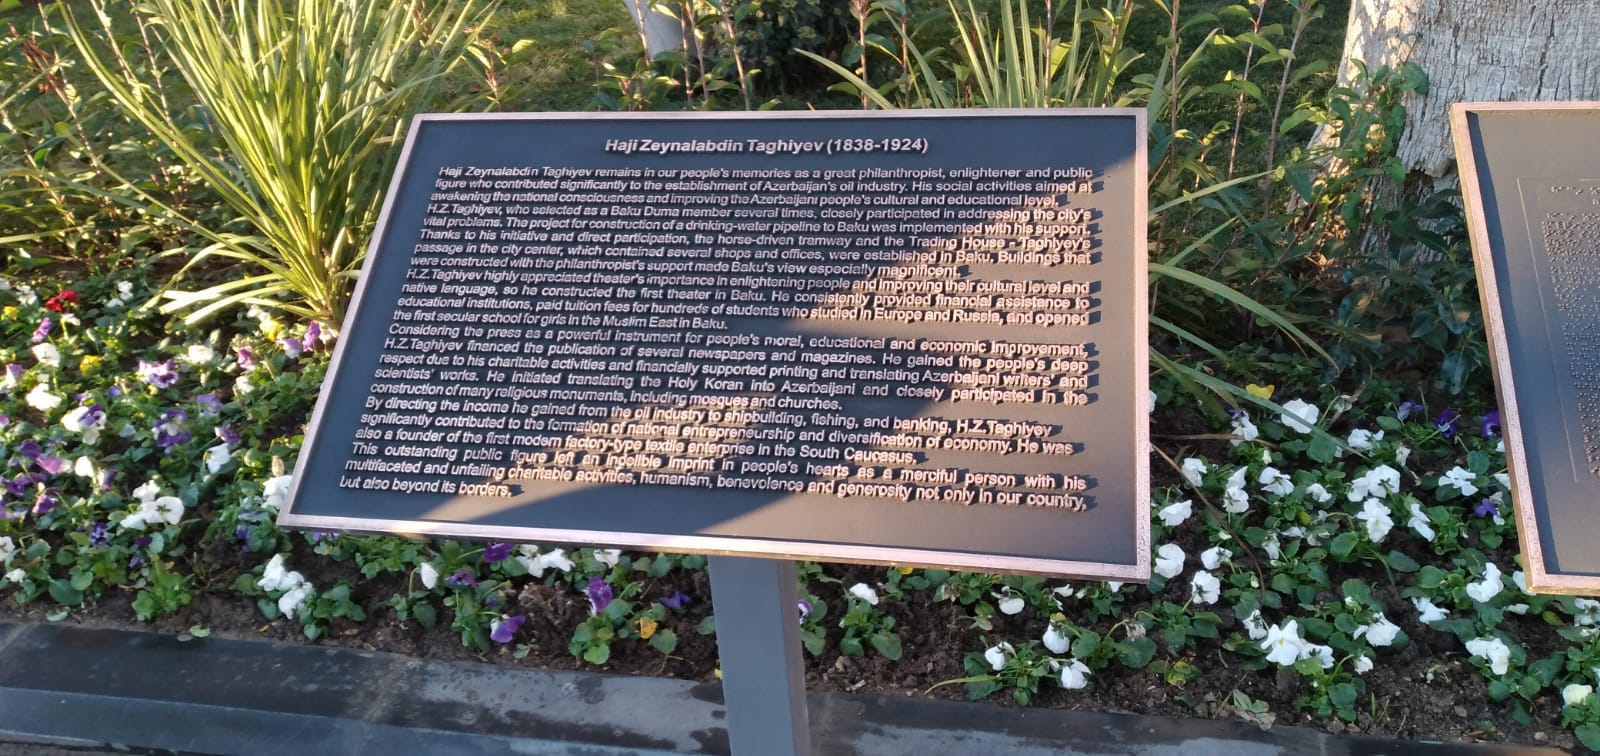 Haji Zeynalabdin Taghiyev (1838-1924)
Haji Zeynalabdin Taghiyev remains in our people's memories as a great philanthropist, enlightener and public
figure who contributed significantly to the establishment of Azerbaijan's oil industry. His social activities aimed at
awakening the national consciousness and improving the Azerbaijani people's cultural and educational level.
H.Z.Taghiyev, who selected as a Baku Duma member several times, closely participated in addressing the city's
vital problems. The project for construction of a drinking-water pipeline to Baku was implemented with his support.
Thanks to his initiative and direct participation, the horse-driven tramway and the Trading House - Taghiyev's
passage in the city center, which contained several shops and offices, were established in Baku. Buildings that
were constructed with the philanthropist's support made Baku's view especially magnificent.
H.Z.Taghiyev highly appreciated theater's importance in enlightening people and improving their cultural level and
native language, so he constructed the first theater in Baku. He consistently provided financial assistance to
educational institutions, paid tuition fees for hundreds of students who studied in Europe and Russia, and opened
the first secular school for girls in the Muslim East in Baku.
Considering the press as a powerful instrument for people's moral, educational and economic improvement,
H.Z.Taghiyev financed the publication of several newspapers and magazines. He gained the people's deep
respect due to his charitable activities and financially supported printing and translating Azerbaijani writers' and
scientists' works. He initiated translating the Holy Koran into Azerbaijani and closely participated in the
construction of many religious monuments, including mosques and churches.
By directing the income he gained from the oil industry to shipbuilding, fishing, and banking, H.Z.Taghiyev
significantly contributed to the formation of national entrepreneurship and diversification of economy. He was
also a founder of the first modern factory-type textile enterprise in the South Caucasus.
This outstanding public figure left an indelible imprint in people's hearts as a merciful person with his
multifaceted and unfailing charitable activities, humanism, benevolence and generosity not only in our country,
but also beyond its borders.